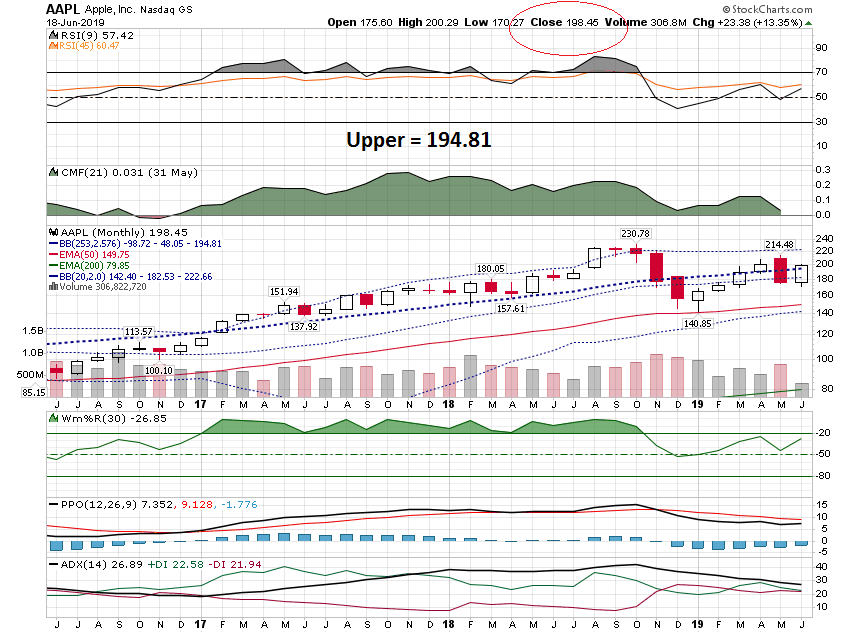 AAPL Apple, Inc. Nasdaq GS © StockCharts.com
18-Jun-2019 Open 175.60 High 200.29 Low 170.27 Close 198.45 Volume 306.8M Chg +23.38 (+13.35%)
RSI(9) 57.42
RSI(45) 60.47
90
70
50
30
10
Upper = 194.81
CMF(21) 0.031 (31 May)
0.3
0.2
0.1
0.0
AAPL (Monthly) 198.45
BB(253,2.576) -98.72 - 48.05 - 194.81
EMA(50) 149.75
EMA(200) 79.85
BB(20,2.0) 142.40 - 182.53 - 222.66
Volume 306,822,720
230.78
214.48
180.05
151.94
157.61
137.92
140.85
113.57
100.10
240
220
200
180
160
140
120
100
80
1.5B
1.0B
500M
85.15
J J A S O N D 17 F M A M J J A S O N D 18 F M A M J J A S O N D 19 F M A M J
Wm%R(30) -26.85
-20
-50
-80
PPO(12,26,9) 7.352, 9.128, -1.776
15
10
5
0
-5
ADX(14) 26.89 +DI 22.58 -DI 21.94
40
30
20
10
J J A S O N D 17 F M A M J J A S O N D 18 F M A M J J A S O N D 19 F M A M J